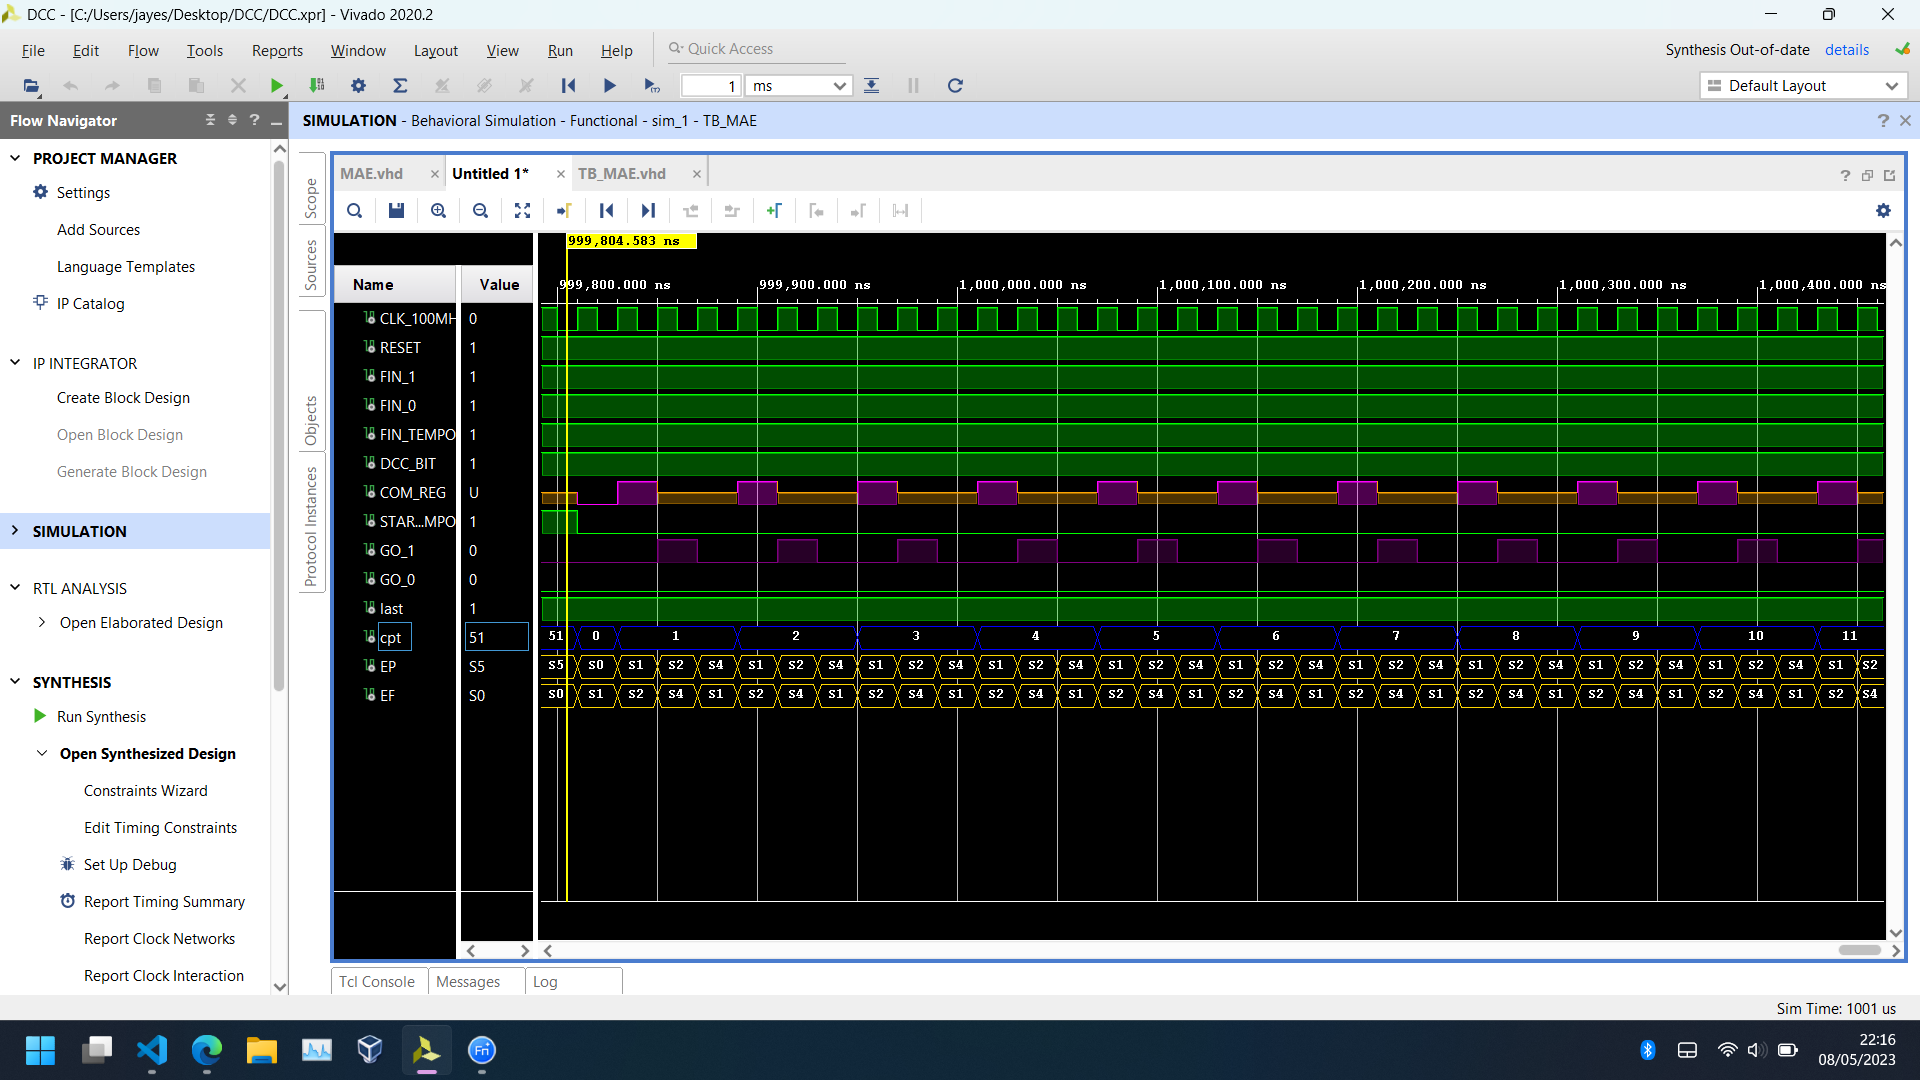 DCC - [C:/Users/jayes/Desktop/DCC/DCC.xpr] - Vivado 2020.2
File Edit Flow Tools Reports Window Layout View Run Help Quick Access
Synthesis Out-of-date details
1 ms
Default Layout
Flow Navigator
SIMULATION - Behavioral Simulation - Functional - sim_1 - TB_MAE
PROJECT MANAGER
Settings
Add Sources
Language Templates
IP Catalog
IP INTEGRATOR
Create Block Design
Open Block Design
Generate Block Design
SIMULATION
RTL ANALYSIS
Open Elaborated Design
SYNTHESIS
Run Synthesis
Open Synthesized Design
Constraints Wizard
Edit Timing Constraints
Set Up Debug
Report Timing Summary
Report Clock Networks
Report Clock Interaction
Scope
Sources
Objects
Protocol Instances
MAE.vhd Untitled 1* TB_MAE.vhd
999,804.583 ns
Name Value
999,800.000 ns 999,900.000 ns 1,000,000.000 ns 1,000,100.000 ns 1,000,200.000 ns 1,000,300.000 ns 1,000,400.000 ns
CLK_100MH 0
RESET 1
FIN_1 1
FIN_0 1
FIN_TEMPO 1
DCC_BIT 1
COM_REG U
STAR...MPO 1
GO_1 0
GO_0 0
last 1
cpt 51 51 0 1 2 3 4 5 6 7 8 9 10 11
EP S5 S5 S0 S1 S2 S4 S1 S2 S4 S1 S2 S4 S1 S2 S4 S1 S2 S4 S1 S2 S4 S1 S2 S4 S1 S2 S4 S1 S2 S4 S1 S2 S4 S1 S2
EF S0 S0 S1 S2 S4 S1 S2 S4 S1 S2 S4 S1 S2 S4 S1 S2 S4 S1 S2 S4 S1 S2 S4 S1 S2 S4 S1 S2 S4 S1 S2 S4 S1 S2 S4
Tcl Console Messages Log
Sim Time: 1001 us
Fn
22:16
08/05/2023